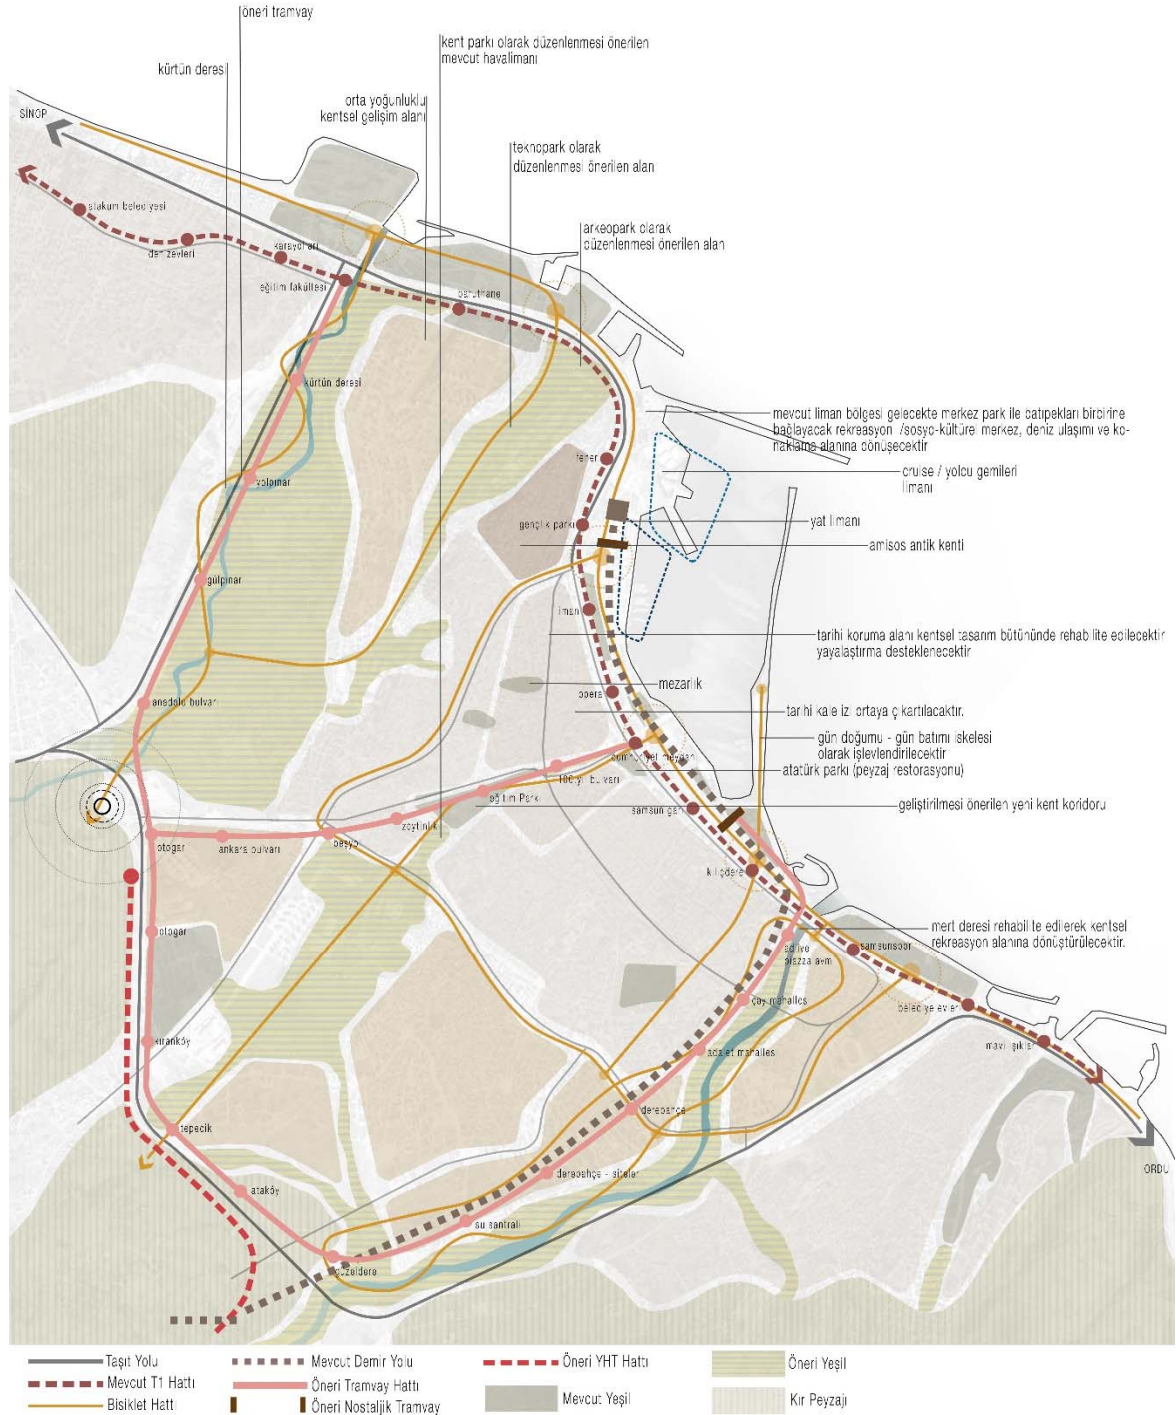 öneri tramvay
kent parkı olarak düzenlenmesi önerilen
mevcut havalimanı
kürtün deresi
orta yoğunluklu
kentsel gelişim alanı
SİNOP
teknopark olarak
düzenlenmesi önerilen alan
atakum belediyesi
arkeopark olarak
düzenlenmesi önerilen alan
denizevleri
karayolları
eğitim fakültesi
baruthane
kürtün deresi
mevcut liman bölgesi gelecekte merkez park ile batıpekları birbirine
bağlayacak rekreasyon /sosyo-kültürel merkez, deniz ulaşımı ve ko-
naklama alanına dönüşecektir
fener
cruise / yolcu gemileri
limanı
yolpınar
gençlik parkı
yat limanı
amisos antik kenti
gülpınar
liman
tarihi koruma alanı kentsel tasarım bütününde rehabilite edilecektir
yayalaştırma desteklenecektir
mezarlık
opera
anadolu bulvarı
tarihi kale izi ortaya çıkartılacaktır.
gün doğumu - gün batımı iskelesi
olarak işlevlendirilecektir
cumhuriyet meydanı
atatürk parkı (peyzaj restorasyonu)
100.yıl bulvarı
eğitim Parkı
geliştirilmesi önerilen yeni kent koridoru
samsun garı
zeytinlik
otogar
ankara bulvarı
beşyol
kılıçdere
otogar
mert deresi rehabilite edilerek kentsel
rekreasyon alanına dönüştürülecektir.
samsunspor
adliye
piazza avm
çay mahallesi
belediye evleri
kıranköy
mavi ışıklar
adalet mahallesi
derebahçe
tepecik
ORDU
derebahçe - siteler
ataköy
su santrali
güzeldere
Taşıt Yolu
Mevcut Demir Yolu
Öneri YHT Hattı
Öneri Yeşil
Mevcut T1 Hattı
Öneri Tramvay Hattı
Bisiklet Hattı
Öneri Nostaljik Tramvay
Mevcut Yeşil
Kır Peyzajı